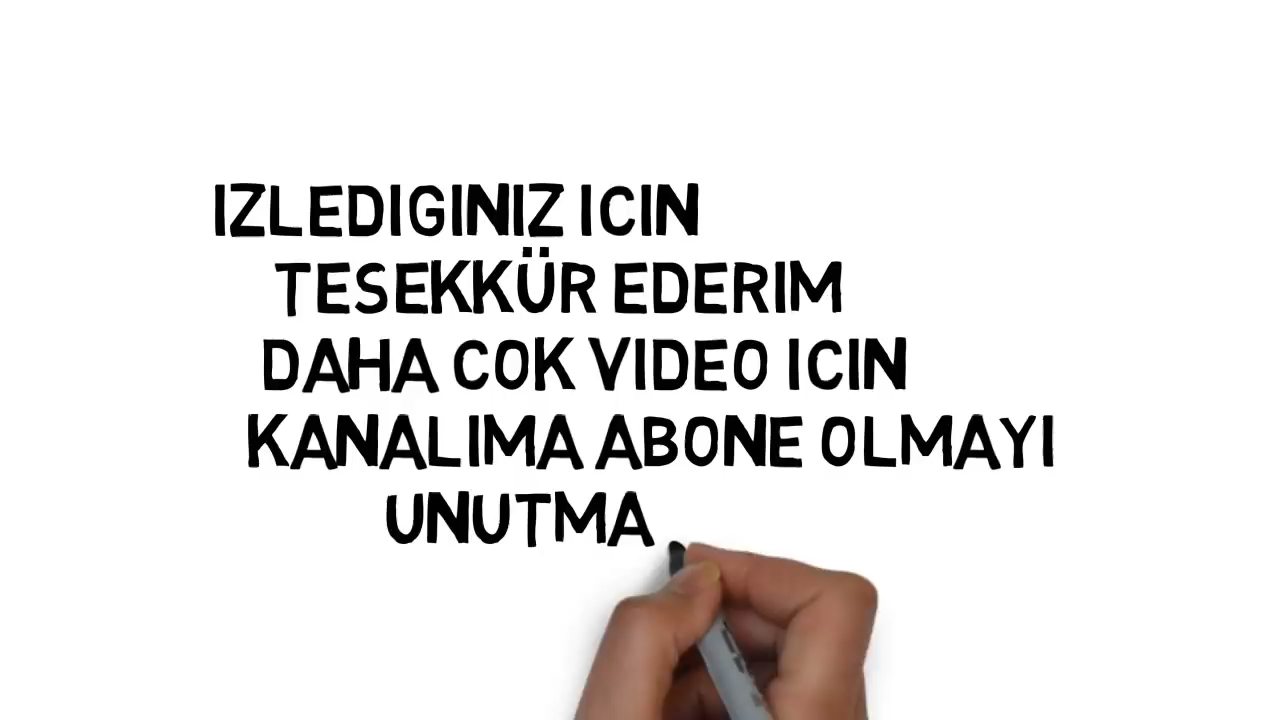 IZLEDIGINIZ ICIN
TESEKKÜR EDERIM
DAHA COK VIDEO ICIN
KANALIMA ABONE OLMAYI
UNUTMA